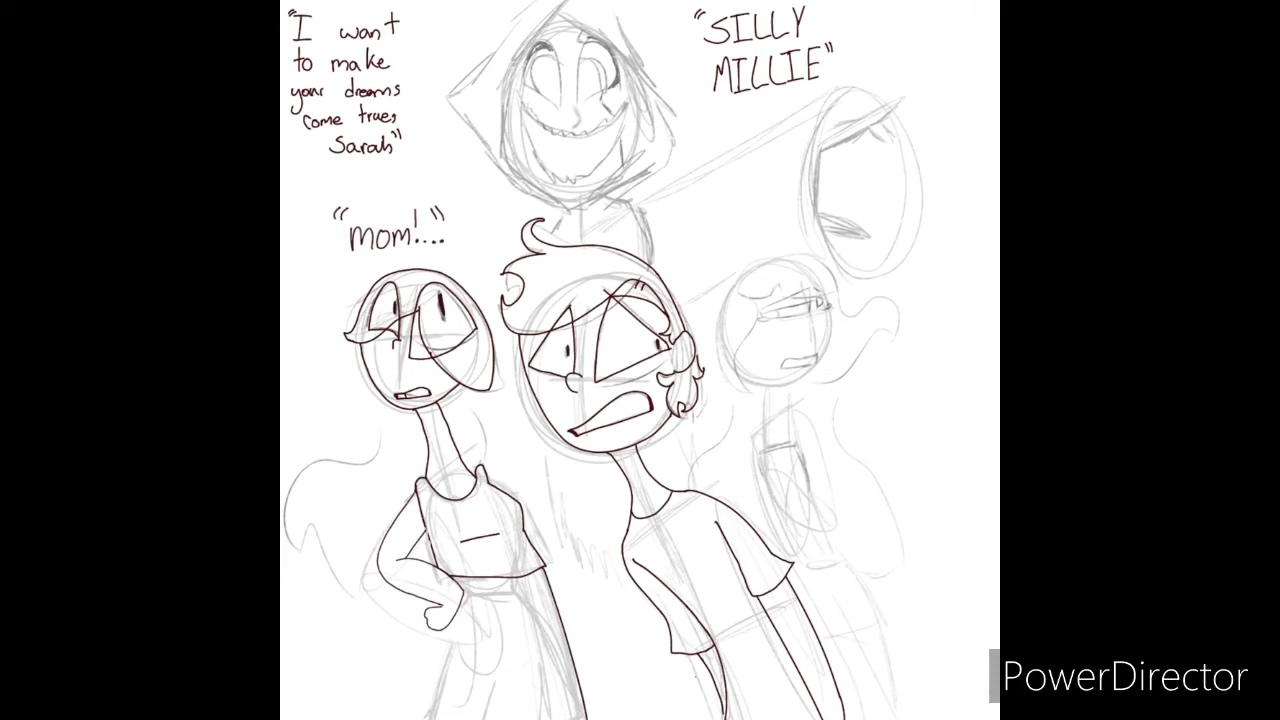 "I want
to make
your dreams
come true,
Sarah"
"SILLY
MILLIE"
"mom!...."
PowerDirector